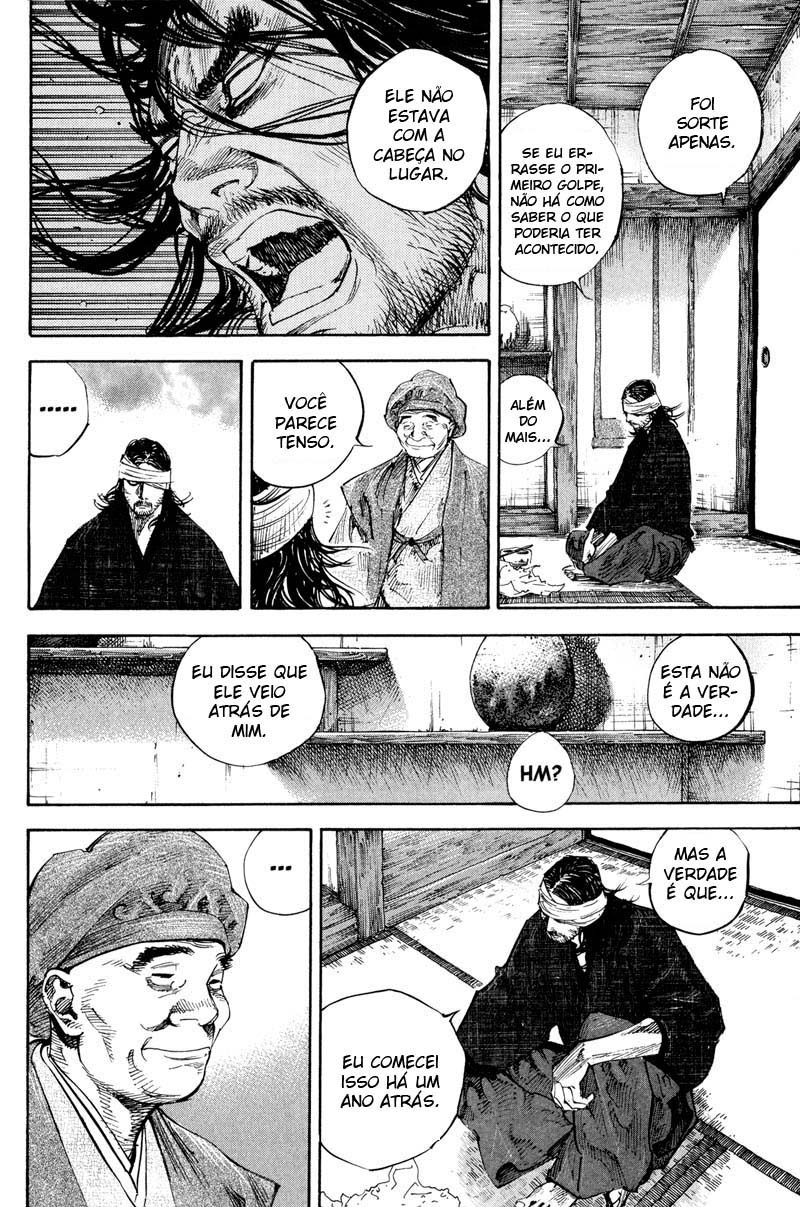 FOI
SORTE
APENAS.
SE EU ER-
RASSE O PRI-
MEIRO GOLPE,
NÃO HÁ COMO
SABER O QUE
PODERIA TER
ACONTECIDO.
ALÉM
DO
MAIS...
ELE NÃO
ESTAVA
COM A
CABEÇA NO
LUGAR.
VOCÊ
PARECE
TENSO.
.....
ESTA NÃO
É A VER-
DADE...
HM?
EU DISSE QUE
ELE VEIO
ATRÁS DE
MIM.
MAS A
VERDADE
É QUE...
EU COMECEI
ISSO HÁ UM
ANO ATRÁS.
...